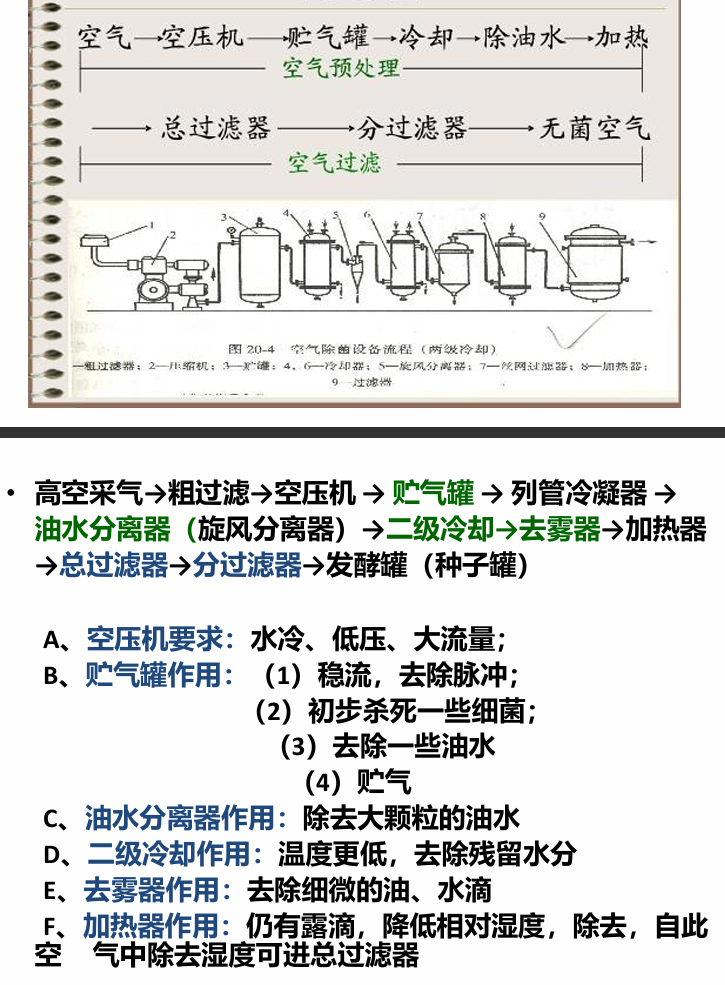 空气→空压机→贮气罐→冷却→除油水→加热
空气预处理
→总过滤器→分过滤器→无菌空气
空气过滤
1
2
3
4
5
6
7
8
9
图 20-4 空气除菌设备流程（两级冷却）
—粗过滤器；2—压缩机；3—贮罐；4，6—冷却器；5—旋风分离器；7—丝网过滤器；8—加热器；
9—过滤器
• 高空采气→粗过滤→空压机 → 贮气罐 → 列管冷凝器 →
油水分离器（旋风分离器）→二级冷却→去雾器→加热器
→总过滤器→分过滤器→发酵罐（种子罐）
A、空压机要求：水冷、低压、大流量；
B、贮气罐作用：（1）稳流，去除脉冲；
（2）初步杀死一些细菌；
（3）去除一些油水
（4）贮气
C、油水分离器作用：除去大颗粒的油水
D、二级冷却作用：温度更低，去除残留水分
E、去雾器作用：去除细微的油、水滴
F、加热器作用：仍有露滴，降低相对湿度，除去，自此
空 气中除去湿度可进总过滤器